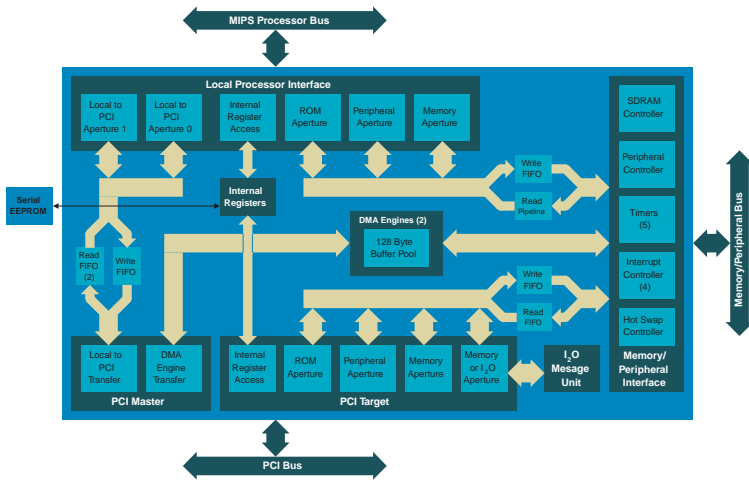 MIPS Processor Bus
Local Processor Interface
Local to
PCI
Aperture 1
Local to
PCI
Aperture 0
Internal
Register
Access
ROM
Aperture
Peripheral
Aperture
Memory
Aperture
SDRAM
Controller
Peripheral
Controller
Timers
(5)
Interrupt
Controller
(4)
Hot Swap
Controller
Memory/
Peripheral
Interface
Memory/Peripheral Bus
Write
FIFO
Read
Pipeline
Serial
EEPROM
Internal
Registers
DMA Engines (2)
128 Byte
Buffer Pool
Read
FIFO
(2)
Write
FIFO
Write
FIFO
Read
FIFO
Local to
PCI
Transfer
DMA
Engine
Transfer
PCI Master
Internal
Register
Access
ROM
Aperture
Peripheral
Aperture
Memory
Aperture
Memory
or I2O
Aperture
PCI Target
I2O
Mesage
Unit
PCI Bus